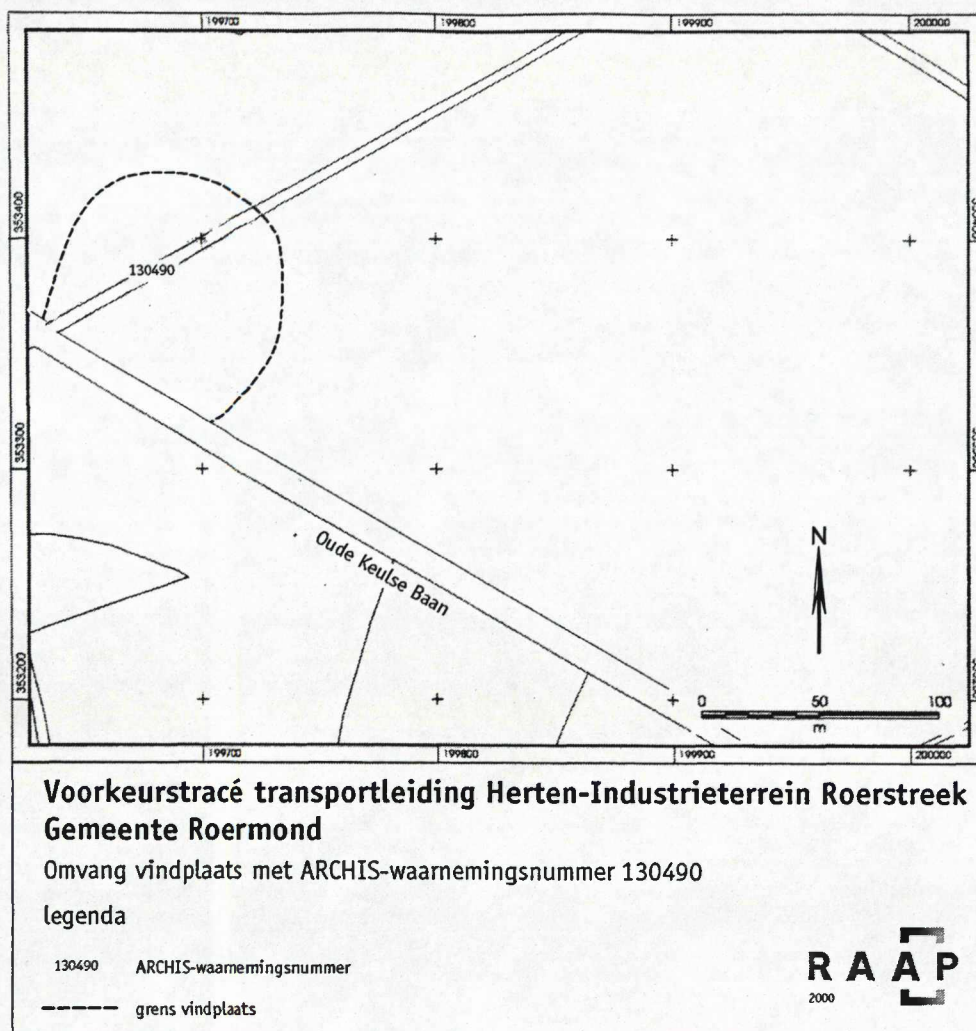 199700 199800 199900 200000
353400
130490
353300
Oude Keulse Baan
N
353200
0 50 100
m
199700 199800 199900 200000
Voorkeurstracé transportleiding Herten-Industrieterrein Roerstreek
Gemeente Roermond
Omvang vindplaats met ARCHIS-waarnemingsnummer 130490
legenda
130490 ARCHIS-waarnemingsnummer
grens vindplaats
RAAP
2000